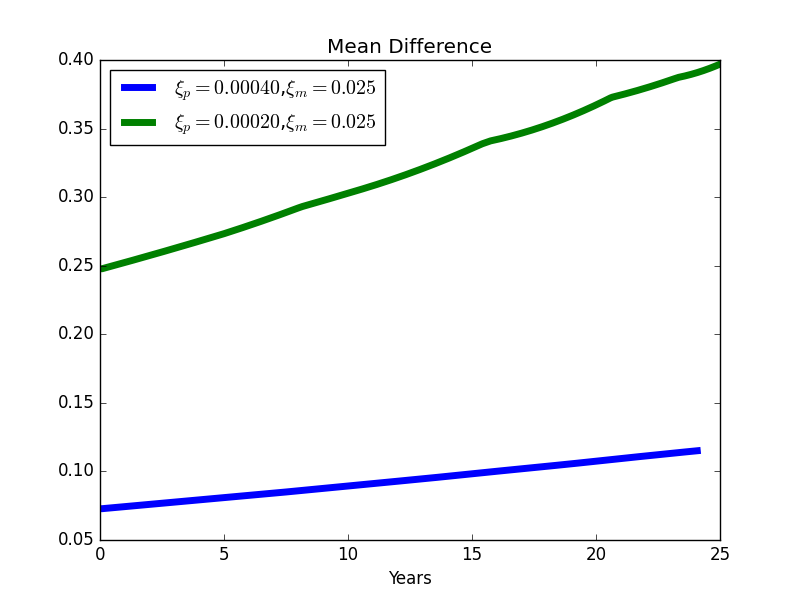 Mean Difference
0.40
0.35
0.30
0.25
0.20
0.15
0.10
0.05
ξp = 0.00040,ξm = 0.025
ξp = 0.00020,ξm = 0.025
0 5 10 15 20 25
Years